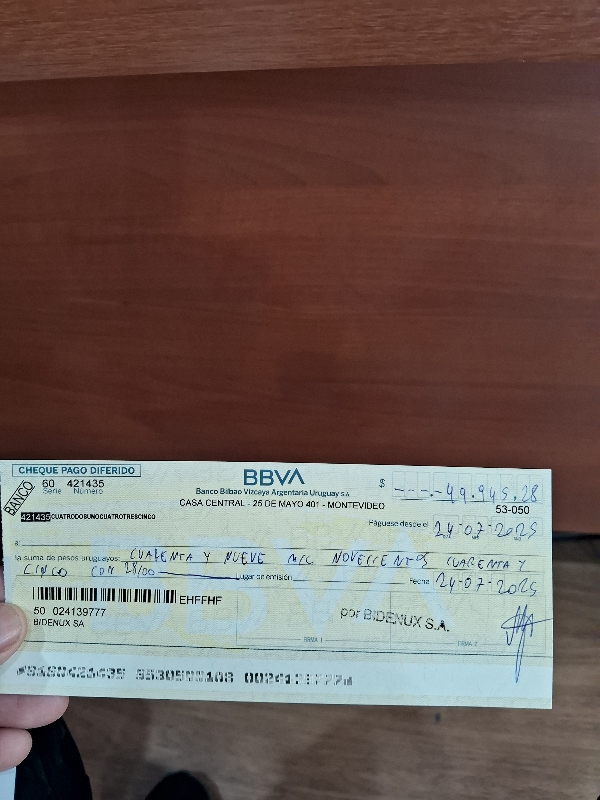 CHEQUE PAGO DIFERIDO
BANCO
60 421435
Serie Número
BBVA
Banco Bilbao Vizcaya Argentaria Uruguay S.A.
CASA CENTRAL - 25 DE MAYO 401 - MONTEVIDEO
$ ---.-49.945.28
53-050
421435CUATRODOSUNOCUATROTRESCINCO
Páguese desde el 24-07-2025
a:
la suma de pesos uruguayos: CUARENTA Y NUEVE MIL NOVECIENTOS CUARENTA Y
CINCO CON 28/00
Lugar de emisión
Fecha 24-07-2025
EHFFHF
50 024139777
BIDENUX SA
por BIDENUX S.A.
FIRMA 1
FIRMA 2